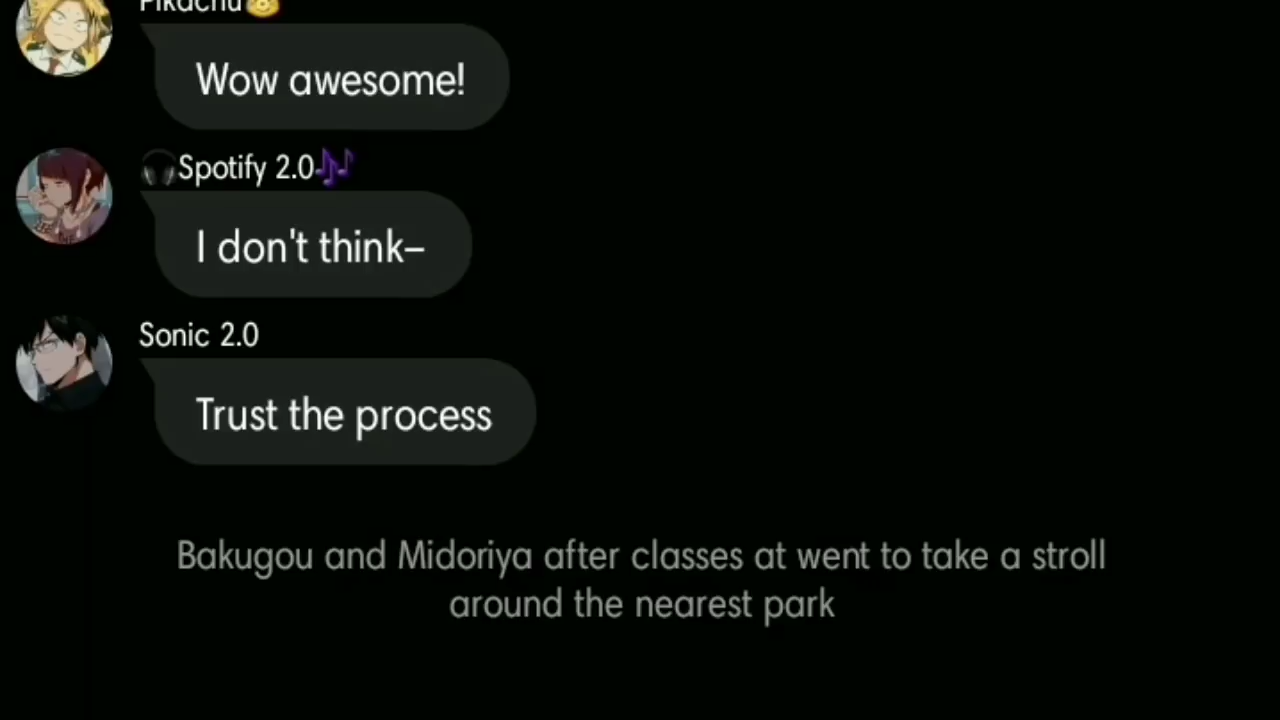 Pikachu
Wow awesome!
🎧Spotify 2.0🎶
I don't think–
Sonic 2.0
Trust the process
Bakugou and Midoriya after classes at went to take a stroll
around the nearest park